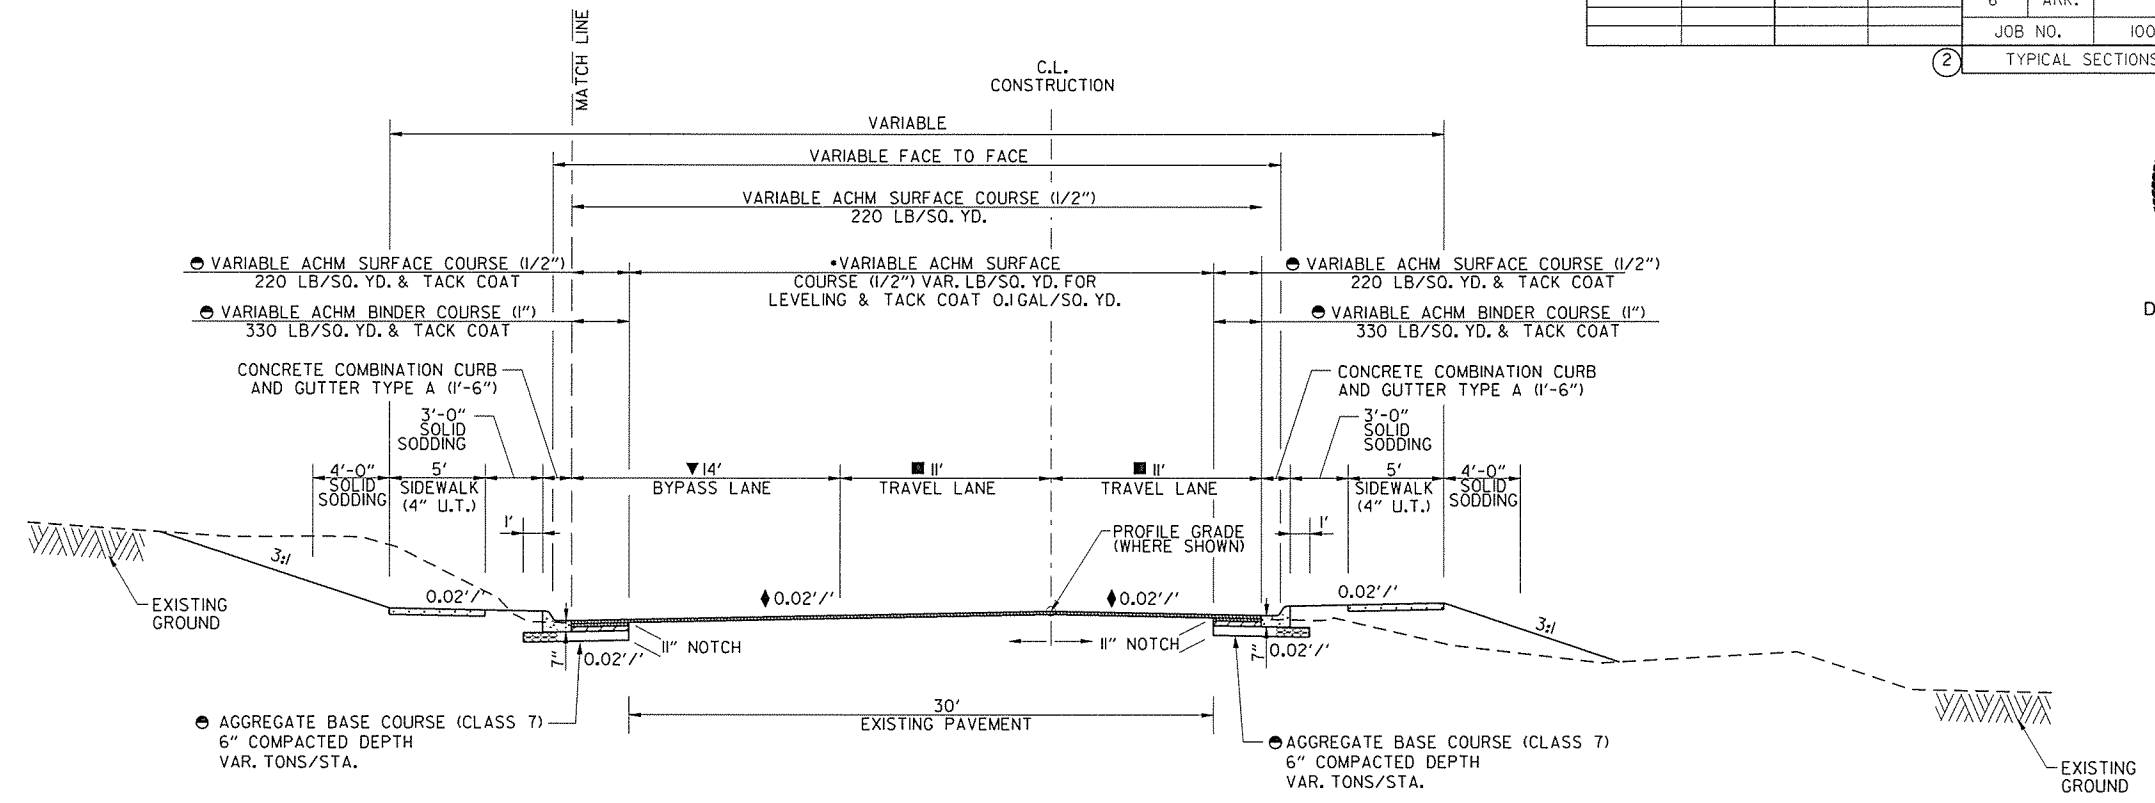 6 ARK.
JOB NO. 100
2 TYPICAL SECTIONS
MATCH LINE
C.L.
CONSTRUCTION
VARIABLE
VARIABLE FACE TO FACE
VARIABLE ACHM SURFACE COURSE (1/2")
220 LB/SQ. YD.
VARIABLE ACHM SURFACE COURSE (1/2")
220 LB/SQ. YD. & TACK COAT
•VARIABLE ACHM SURFACE
COURSE (1/2") VAR. LB/SQ. YD. FOR
LEVELING & TACK COAT 0.1 GAL/SQ. YD.
VARIABLE ACHM SURFACE COURSE (1/2")
220 LB/SQ. YD. & TACK COAT
VARIABLE ACHM BINDER COURSE (1")
330 LB/SQ. YD. & TACK COAT
VARIABLE ACHM BINDER COURSE (1")
330 LB/SQ. YD. & TACK COAT
D
CONCRETE COMBINATION CURB
AND GUTTER TYPE A (1'-6")
CONCRETE COMBINATION CURB
AND GUTTER TYPE A (1'-6")
3'-0"
SOLID
SODDING
3'-0"
SOLID
SODDING
4'-0"
SOLID
SODDING
5'
SIDEWALK
(4" U.T.)
▼ 14'
BYPASS LANE
■ 11'
TRAVEL LANE
■ 11'
TRAVEL LANE
5'
SIDEWALK
(4" U.T.)
4'-0"
SOLID
SODDING
1'
1'
PROFILE GRADE
(WHERE SHOWN)
3:1
0.02'/'
♦ 0.02'/'
♦ 0.02'/'
0.02'/'
3:1
EXISTING
GROUND
7"
0.02'/'
11" NOTCH
11" NOTCH
7"
0.02'/'
30'
EXISTING PAVEMENT
AGGREGATE BASE COURSE (CLASS 7)
6" COMPACTED DEPTH
VAR. TONS/STA.
AGGREGATE BASE COURSE (CLASS 7)
6" COMPACTED DEPTH
VAR. TONS/STA.
EXISTING
GROUND